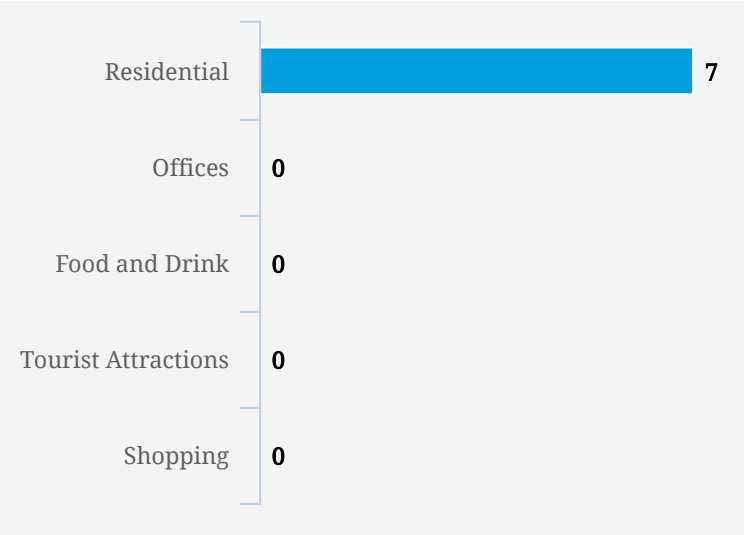 Residential 7
Offices 0
Food and Drink 0
Tourist Attractions 0
Shopping 0